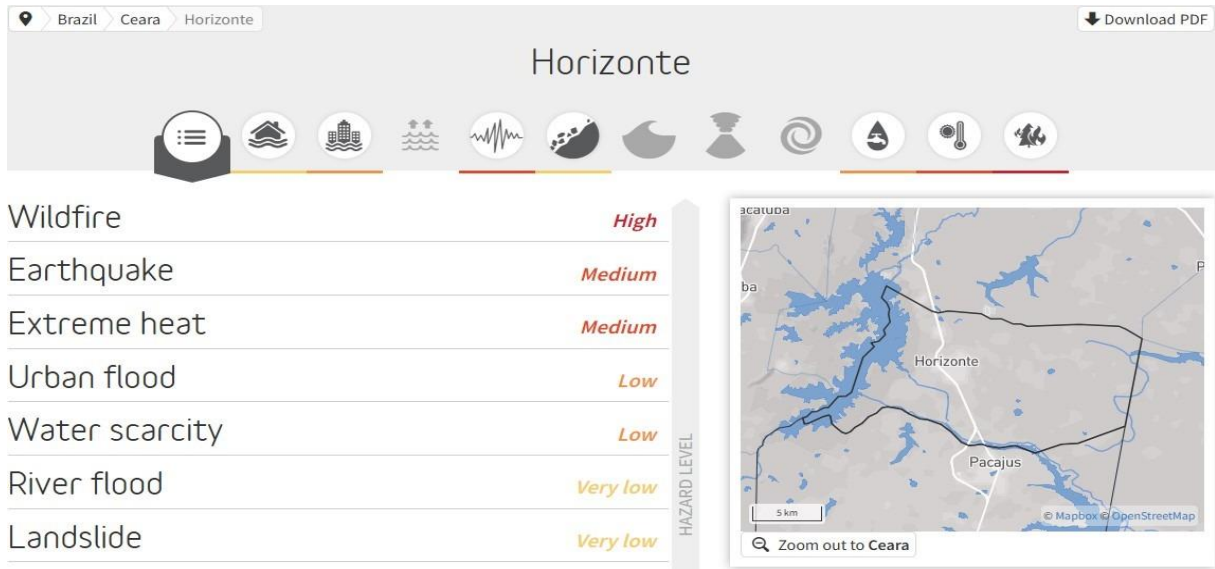 Brazil Ceara Horizonte
Download PDF
Horizonte
Wildfire High
Earthquake Medium
Extreme heat Medium
Urban flood Low
Water scarcity Low
River flood Very low
Landslide Very low
HAZARD LEVEL
acatuba
ba
P
Horizonte
Pacajus
5 km
© Mapbox © OpenStreetMap
Zoom out to Ceara